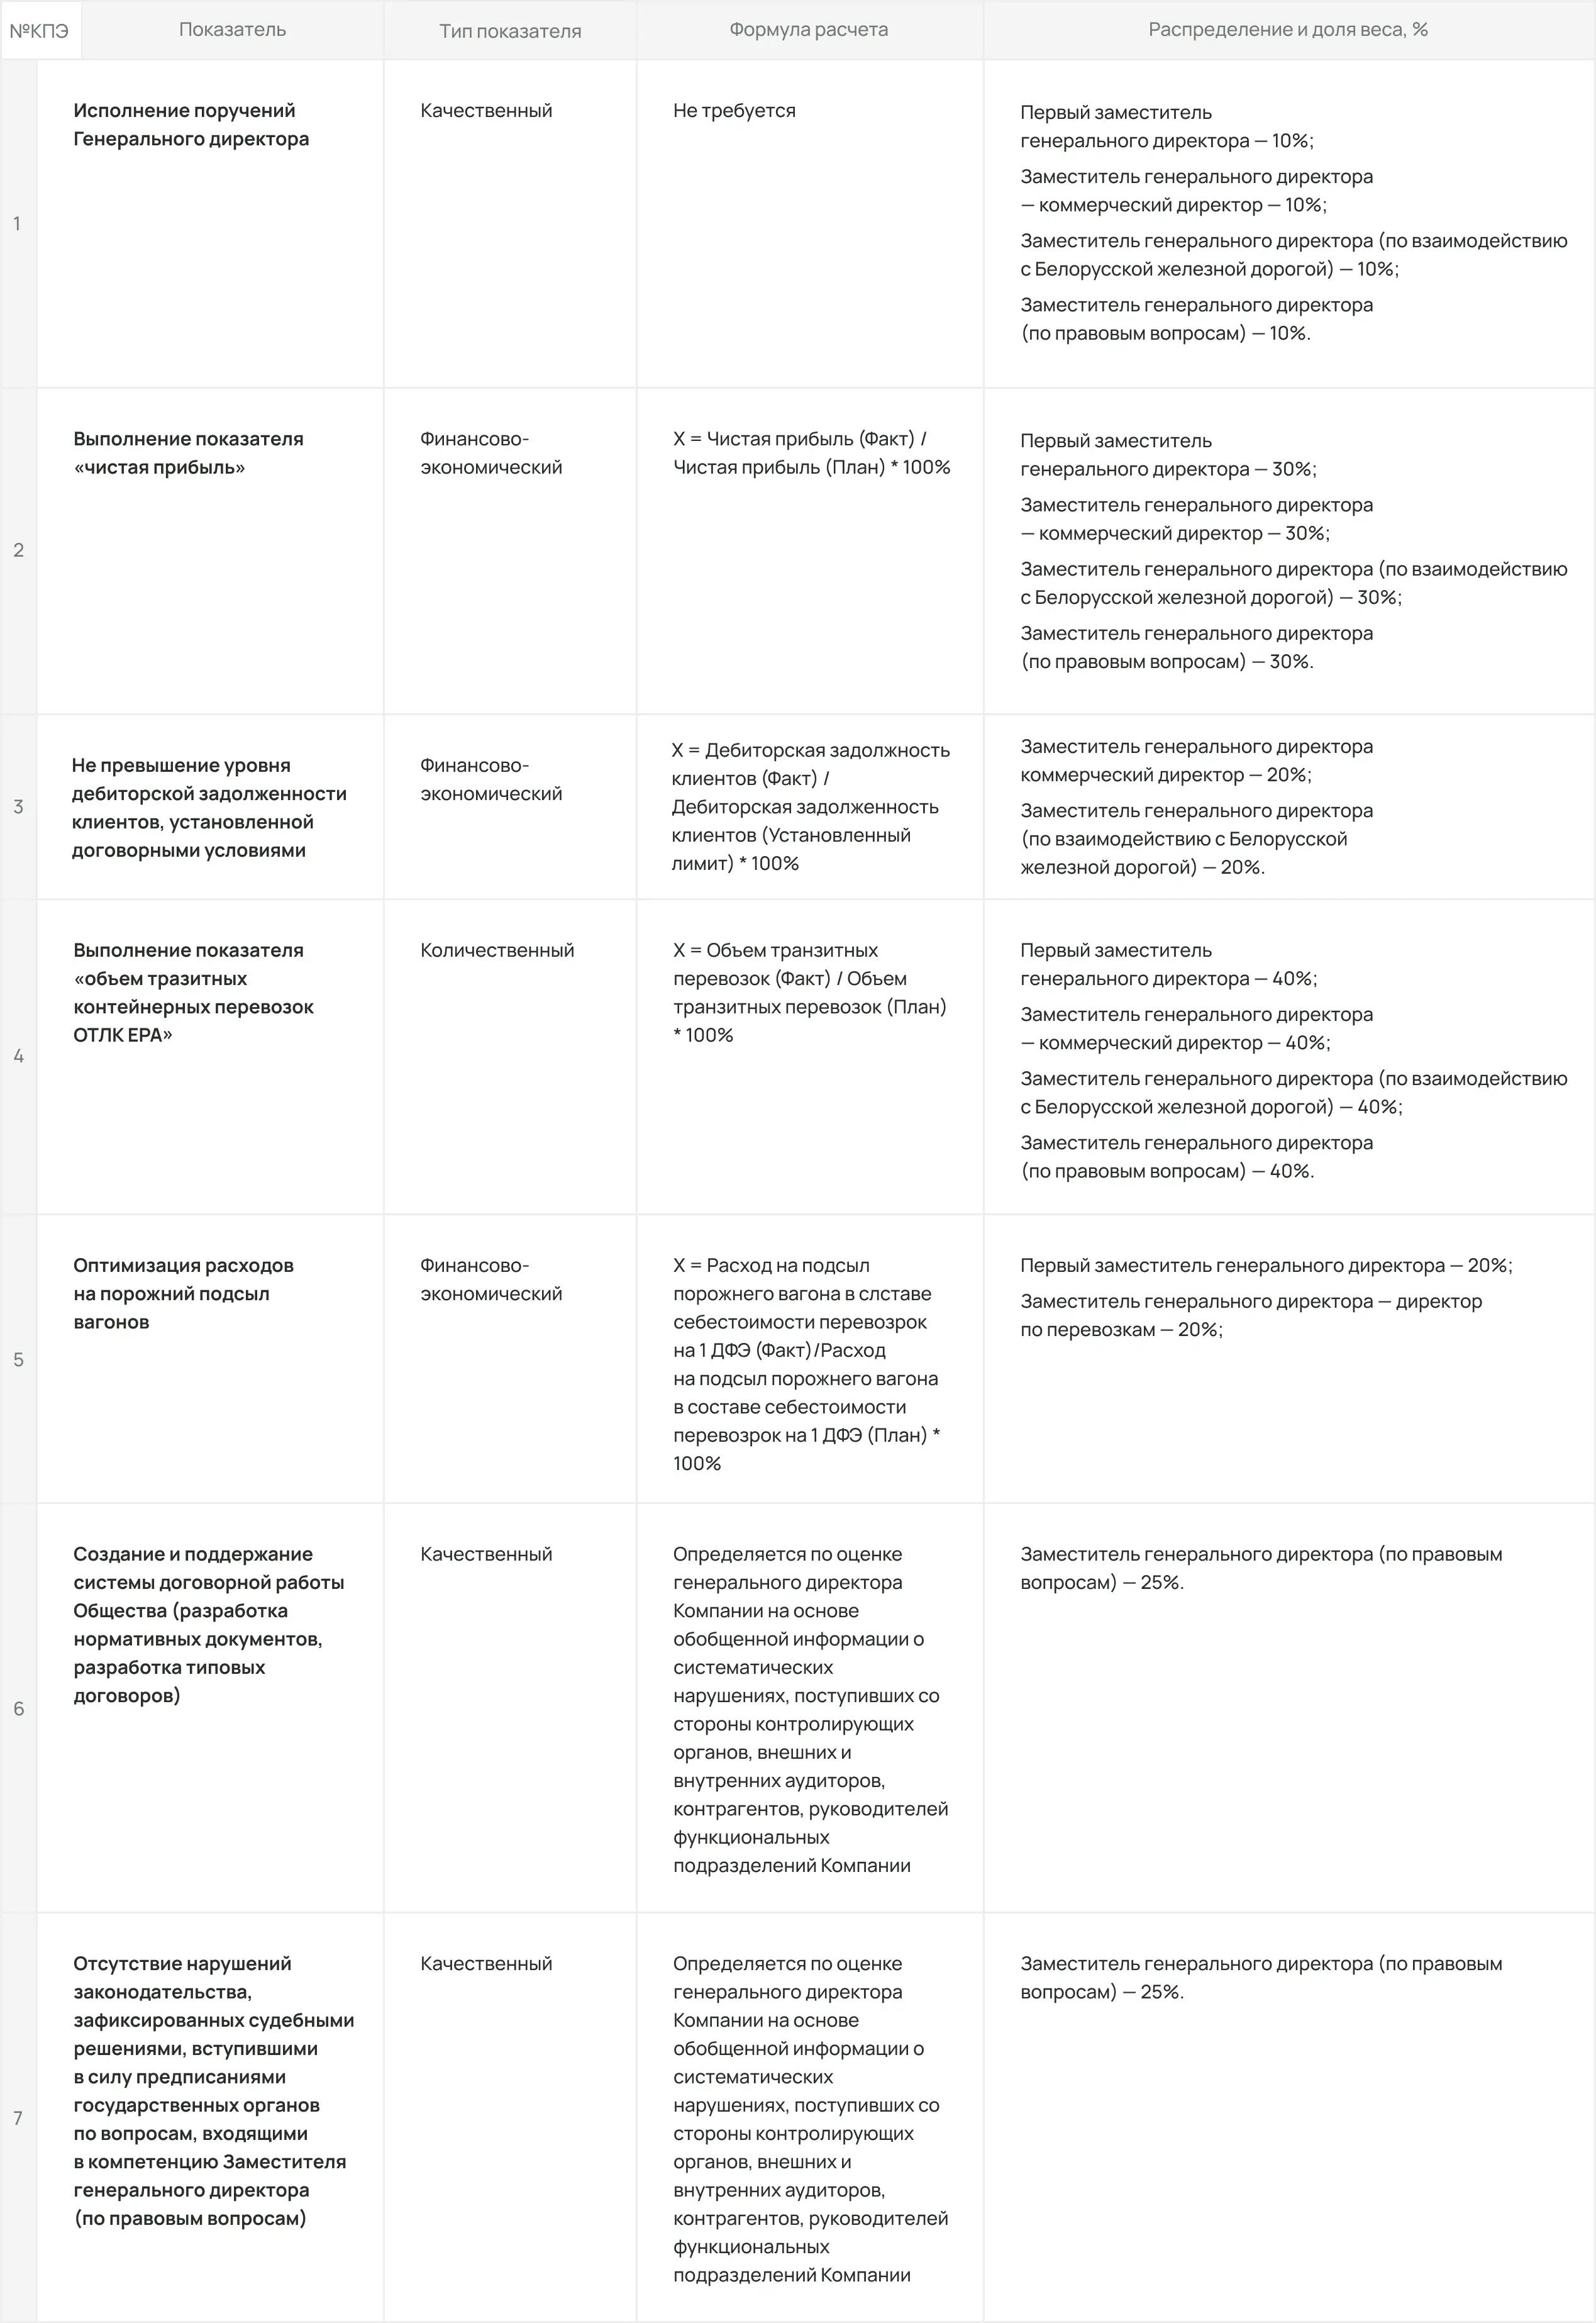 №КПЭ
Показатель
Тип показателя
Формула расчета
Распределение и доля веса, %
1
Исполнение поручений
Генерального директора
Качественный
Не требуется
Первый заместитель
генерального директора — 10%;
Заместитель генерального директора
— коммерческий директор — 10%;
Заместитель генерального директора (по взаимодействию
с Белорусской железной дорогой) — 10%;
Заместитель генерального директора
(по правовым вопросам) — 10%.
2
Выполнение показателя
«чистая прибыль»
Финансово-
экономический
X = Чистая прибыль (Факт) /
Чистая прибыль (План) * 100%
Первый заместитель
генерального директора — 30%;
Заместитель генерального директора
— коммерческий директор — 30%;
Заместитель генерального директора (по взаимодействию
с Белорусской железной дорогой) — 30%;
Заместитель генерального директора
(по правовым вопросам) — 30%.
3
Не превышение уровня
дебиторской задолженности
клиентов, установленной
договорными условиями
Финансово-
экономический
X = Дебиторская задолжность
клиентов (Факт) /
Дебиторская задолженность
клиентов (Установленный
лимит) * 100%
Заместитель генерального директора
коммерческий директор — 20%;
Заместитель генерального директора
(по взаимодействию с Белорусской
железной дорогой) — 20%.
4
Выполнение показателя
«объем тразитных
контейнерных перевозок
ОТЛК ЕРА»
Количественный
X = Объем транзитных
перевозок (Факт) / Объем
транзитных перевозок (План)
* 100%
Первый заместитель
генерального директора — 40%;
Заместитель генерального директора
— коммерческий директор — 40%;
Заместитель генерального директора (по взаимодействию
с Белорусской железной дорогой) — 40%;
Заместитель генерального директора
(по правовым вопросам) — 40%.
5
Оптимизация расходов
на порожний подсыл
вагонов
Финансово-
экономический
X = Расход на подсыл
порожнего вагона в слставе
себестоимости перевозрок
на 1 ДФЭ (Факт)/Расход
на подсыл порожнего вагона
в составе себестоимости
перевозрок на 1 ДФЭ (План) *
100%
Первый заместитель генерального директора — 20%;
Заместитель генерального директора — директор
по перевозкам — 20%;
6
Создание и поддержание
системы договорной работы
Общества (разработка
нормативных документов,
разработка типовых
договоров)
Качественный
Определяется по оценке
генерального директора
Компании на основе
обобщенной информации о
систематических
нарушениях, поступивших со
стороны контролирующих
органов, внешних и
внутренних аудиторов,
контрагентов, руководителей
функциональных
подразделений Компании
Заместитель генерального директора (по правовым
вопросам) — 25%.
7
Отсутствие нарушений
законодательства,
зафиксированных судебными
решениями, вступившими
в силу предписаниями
государственных органов
по вопросам, входящими
в компетенцию Заместителя
генерального директора
(по правовым вопросам)
Качественный
Определяется по оценке
генерального директора
Компании на основе
обобщенной информации о
систематических
нарушениях, поступивших со
стороны контролирующих
органов, внешних и
внутренних аудиторов,
контрагентов, руководителей
функциональных
подразделений Компании
Заместитель генерального директора (по правовым
вопросам) — 25%.